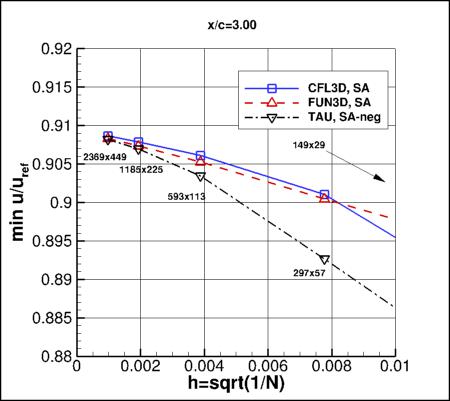 x/c=3.00
min u/uref
0.92
0.915
0.91
0.905
0.9
0.895
0.89
0.885
0.88
CFL3D, SA
FUN3D, SA
TAU, SA-neg
149x29
2369x449
1185x225
593x113
297x57
0
0.002
0.004
0.006
0.008
0.01
h=sqrt(1/N)